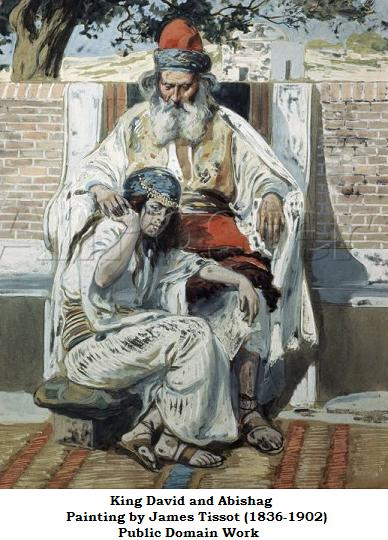 King David and Abishag
Painting by James Tissot (1836-1902)
Public Domain Work